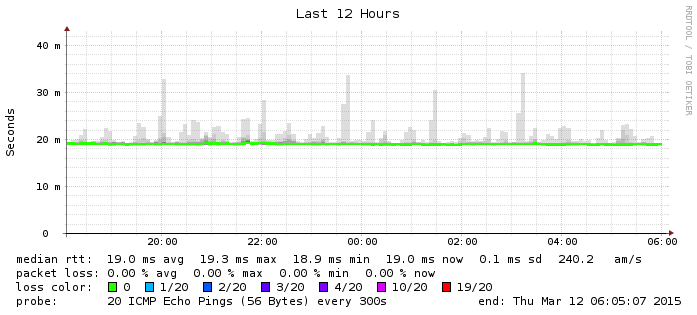 Last 12 Hours
RRDTOOL / TOBI OETIKER
Seconds
40 m
30 m
20 m
10 m
0
20:00 22:00 00:00 02:00 04:00 06:00
median rtt: 19.0 ms avg 19.3 ms max 18.9 ms min 19.0 ms now 0.1 ms sd 240.2 am/s
packet loss: 0.00 % avg 0.00 % max 0.00 % min 0.00 % now
loss color: 0 1/20 2/20 3/20 4/20 10/20 19/20
probe: 20 ICMP Echo Pings (56 Bytes) every 300s end: Thu Mar 12 06:05:07 2015